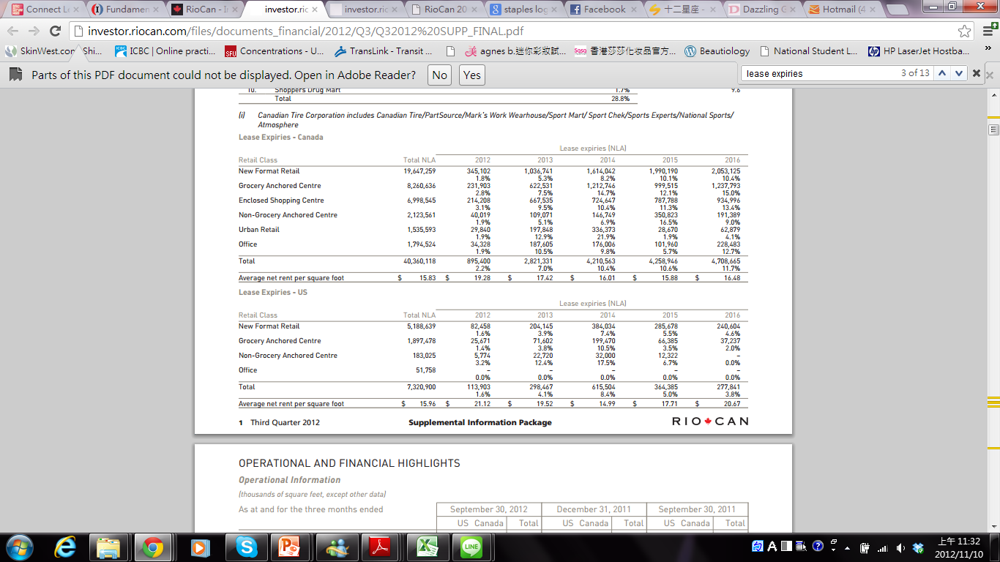 Connect Le
Fundamen
RioCan - I
investor.ric
investor.ric
RioCan 20
staples log
Facebook
十二星座 -
Dazzling G
Hotmail (4
investor.riocan.com/files/documents_financial/2012/Q3/Q32012%20SUPP_FINAL.pdf
SkinWest.com Shi...
ICBC | Online practi...
SFU Concentrations - U...
TransLink - Transit ...
agnes b.迷你彩妝試...
Sasa 香港莎莎化妝品官方...
Beautiology
National Student L...
hp HP LaserJet Hostba...
Parts of this PDF document could not be displayed. Open in Adobe Reader? No Yes
lease expiries 3 of 13
10. Shoppers Drug Mart 1.7% 9.6
Total 28.8%
(i) Canadian Tire Corporation includes Canadian Tire/PartSource/Mark's Work Wearhouse/Sport Mart/ Sport Chek/Sports Experts/National Sports/
Atmosphere
Lease Expiries - Canada
Lease expiries (NLA)
Retail Class Total NLA 2012 2013 2014 2015 2016
New Format Retail 19,647,259 345,102 1,036,741 1,614,042 1,990,190 2,053,125
1.8% 5.3% 8.2% 10.1% 10.4%
Grocery Anchored Centre 8,260,636 231,903 622,531 1,212,746 999,515 1,237,793
2.8% 7.5% 14.7% 12.1% 15.0%
Enclosed Shopping Centre 6,998,545 214,208 667,535 724,647 787,788 934,996
3.1% 9.5% 10.4% 11.3% 13.4%
Non-Grocery Anchored Centre 2,123,561 40,019 109,071 146,749 350,823 191,389
1.9% 5.1% 6.9% 16.5% 9.0%
Urban Retail 1,535,593 29,840 197,848 336,373 28,670 62,879
1.9% 12.9% 21.9% 1.9% 4.1%
Office 1,794,524 34,328 187,605 176,006 101,960 228,483
1.9% 10.5% 9.8% 5.7% 12.7%
Total 40,360,118 895,400 2,821,331 4,210,563 4,258,946 4,708,665
2.2% 7.0% 10.4% 10.6% 11.7%
Average net rent per square foot $ 15.83 $ 19.28 $ 17.42 $ 16.01 $ 15.88 $ 16.48
Lease Expiries - US
Lease expiries (NLA)
Retail Class Total NLA 2012 2013 2014 2015 2016
New Format Retail 5,188,639 82,458 204,145 384,034 285,678 240,604
1.6% 3.9% 7.4% 5.5% 4.6%
Grocery Anchored Centre 1,897,478 25,671 71,602 199,470 66,385 37,237
1.4% 3.8% 10.5% 3.5% 2.0%
Non-Grocery Anchored Centre 183,025 5,774 22,720 32,000 12,322 –
3.2% 12.4% 17.5% 6.7% 0.0%
Office 51,758 – – – – –
0.0% 0.0% 0.0% 0.0% 0.0%
Total 7,320,900 113,903 298,467 615,504 364,385 277,841
1.6% 4.1% 8.4% 5.0% 3.8%
Average net rent per square foot $ 15.96 $ 21.12 $ 19.52 $ 14.99 $ 17.71 $ 20.67
1 Third Quarter 2012 Supplemental Information Package RIO CAN
OPERATIONAL AND FINANCIAL HIGHLIGHTS
Operational Information
(thousands of square feet, except other data)
As at and for the three months ended September 30, 2012 December 31, 2011 September 30, 2011
US Canada Total US Canada Total US Canada Total
LINE
A
上午 11:32
2012/11/10